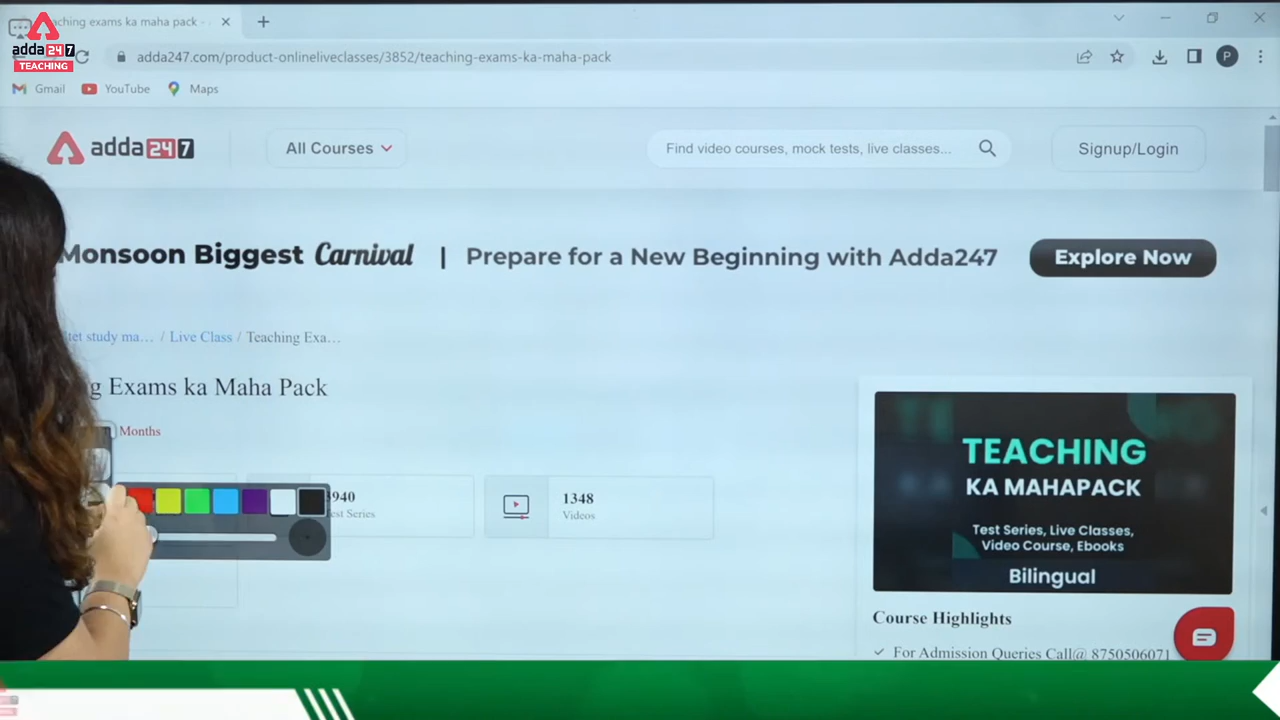 aching exams ka maha pack -
adda247
TEACHING
adda247.com/product-onlineliveclasses/3852/teaching-exams-ka-maha-pack
P
Gmail YouTube Maps
adda247
All Courses
Find video courses, mock tests, live classes...
Signup/Login
Monsoon Biggest Carnival | Prepare for a New Beginning with Adda247
Explore Now
tet study ma... / Live Class / Teaching Exa...
g Exams ka Maha Pack
Months
940
est Series
1348
Videos
TEACHING
KA MAHAPACK
Test Series, Live Classes,
Video Course, Ebooks
Bilingual
Course Highlights
For Admission Queries Call@ 8750506071